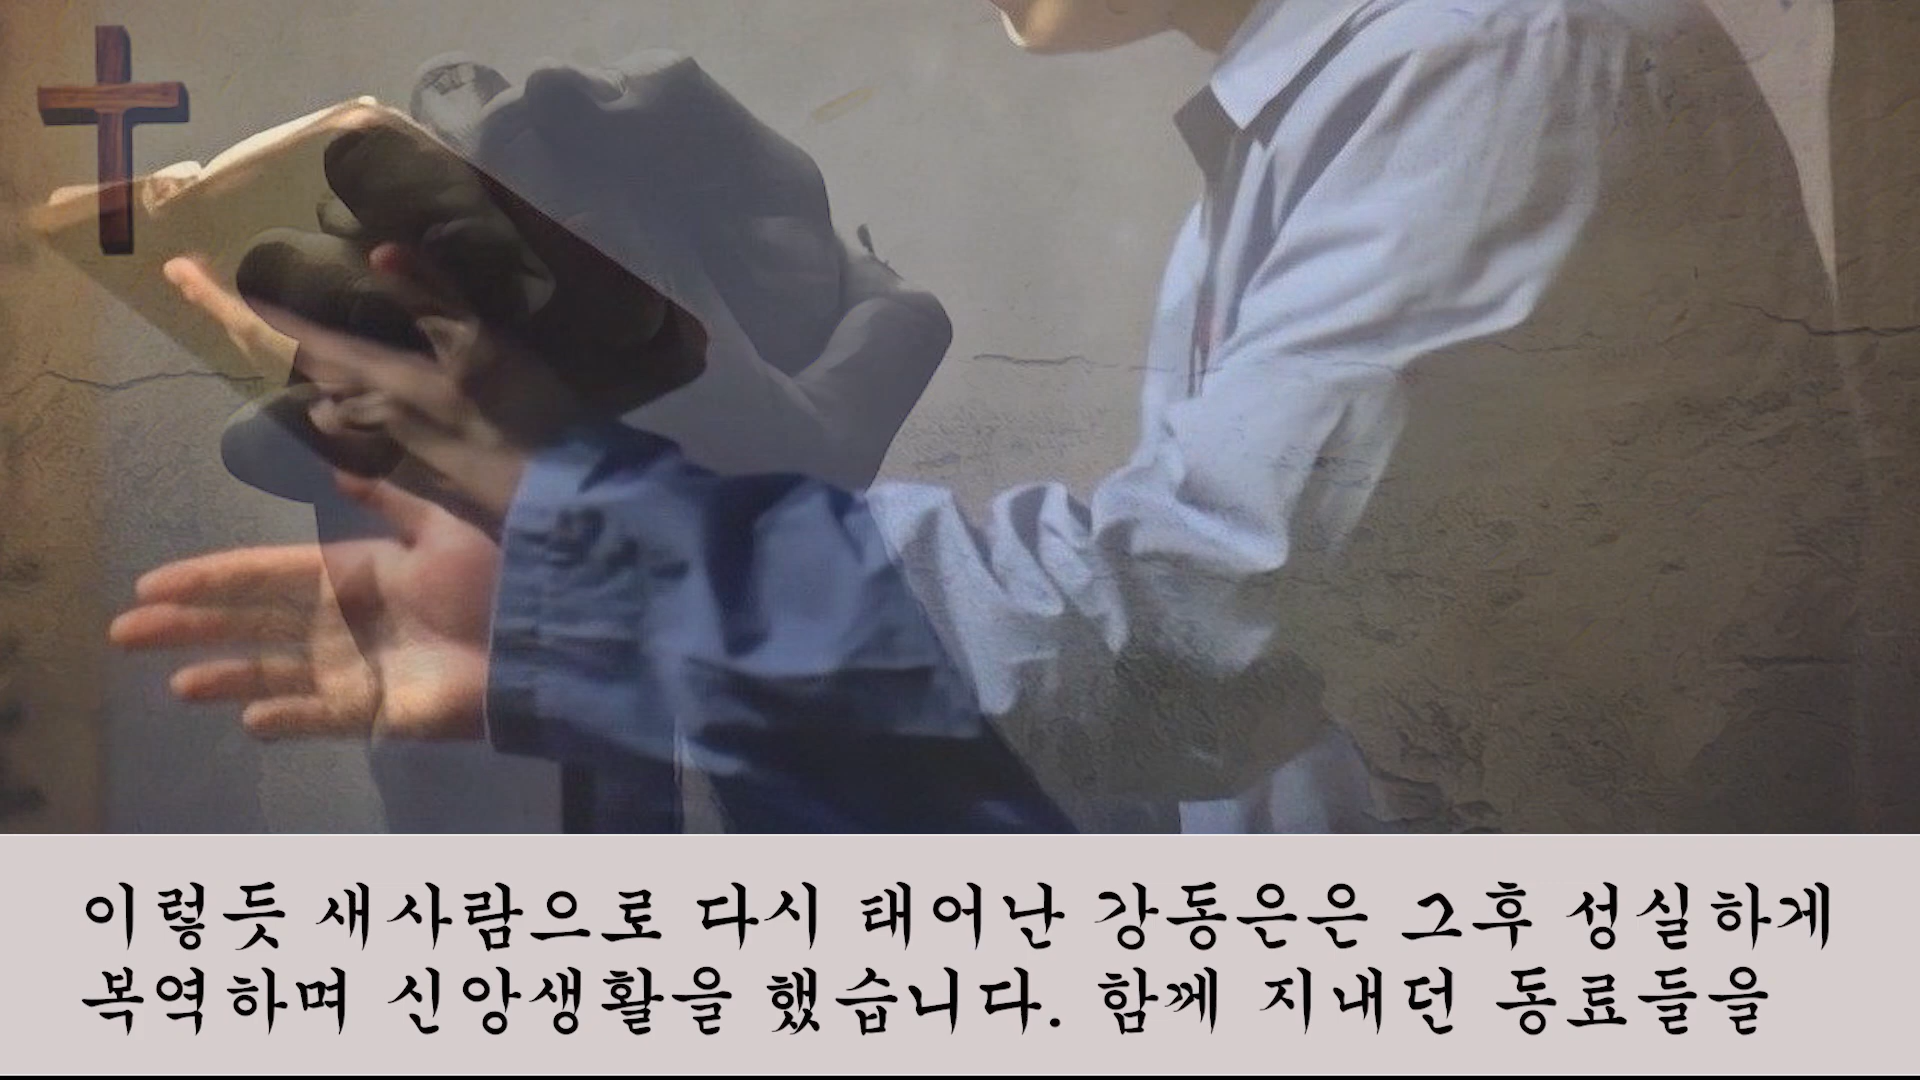 이렇듯 새사람으로 다시 태어난 강동은은 그후 성실하게
복역하며 신앙생활을 했습니다. 함께 지내던 동료들을